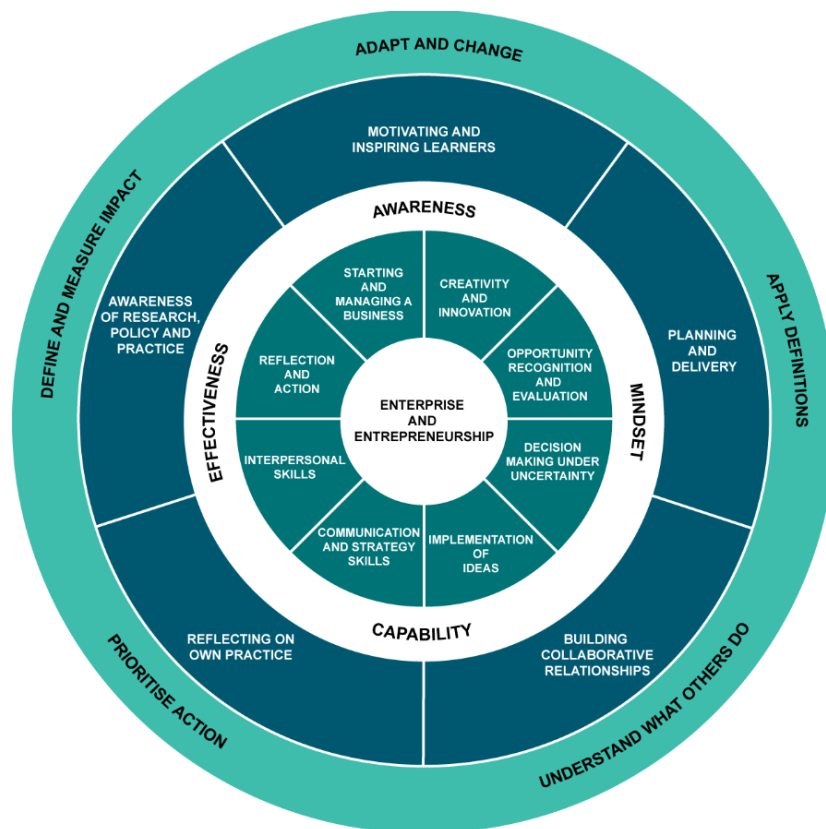 ADAPT AND CHANGE
APPLY DEFINITIONS
UNDERSTAND WHAT OTHERS DO
PRIORITISE ACTION
DEFINE AND MEASURE IMPACT
MOTIVATING AND
INSPIRING LEARNERS
PLANNING
AND
DELIVERY
BUILDING
COLLABORATIVE
RELATIONSHIPS
REFLECTING ON
OWN PRACTICE
AWARENESS
OF RESEARCH,
POLICY AND
PRACTICE
AWARENESS
MINDSET
CAPABILITY
EFFECTIVENESS
STARTING
AND
MANAGING A
BUSINESS
CREATIVITY
AND
INNOVATION
OPPORTUNITY
RECOGNITION
AND
EVALUATION
DECISION
MAKING UNDER
UNCERTAINTY
IMPLEMENTATION
OF
IDEAS
COMMUNICATION
AND STRATEGY
SKILLS
INTERPERSONAL
SKILLS
REFLECTION
AND
ACTION
ENTERPRISE
AND
ENTREPRENEURSHIP